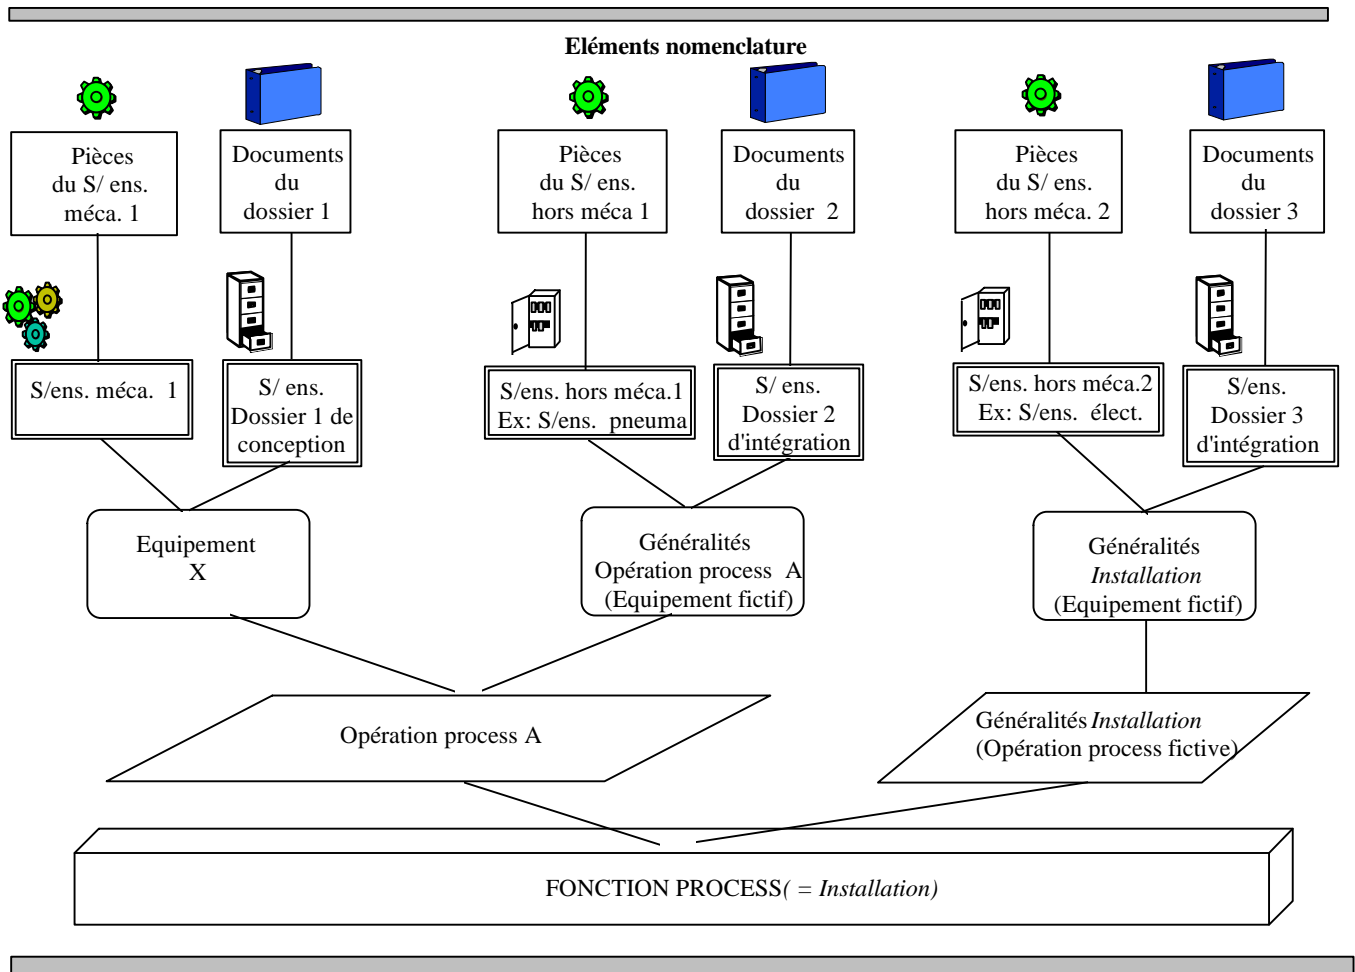 Eléments nomenclature
Pièces
du S/ ens.
méca. 1
Documents
du
dossier 1
Pièces
du S/ ens.
hors méca 1
Documents
du
dossier 2
Pièces
du S/ ens.
hors méca. 2
Documents
du
dossier 3
S/ens. méca. 1
S/ ens.
Dossier 1 de
conception
S/ens. hors méca.1
Ex: S/ens. pneuma
S/ ens.
Dossier 2
d'intégration
S/ens. hors méca.2
Ex: S/ens. élect.
S/ens.
Dossier 3
d'intégration
Equipement
X
Généralités
Opération process A
(Equipement fictif)
Généralités
Installation
(Equipement fictif)
Opération process A
Généralités Installation
(Opération process fictive)
FONCTION PROCESS( = Installation)